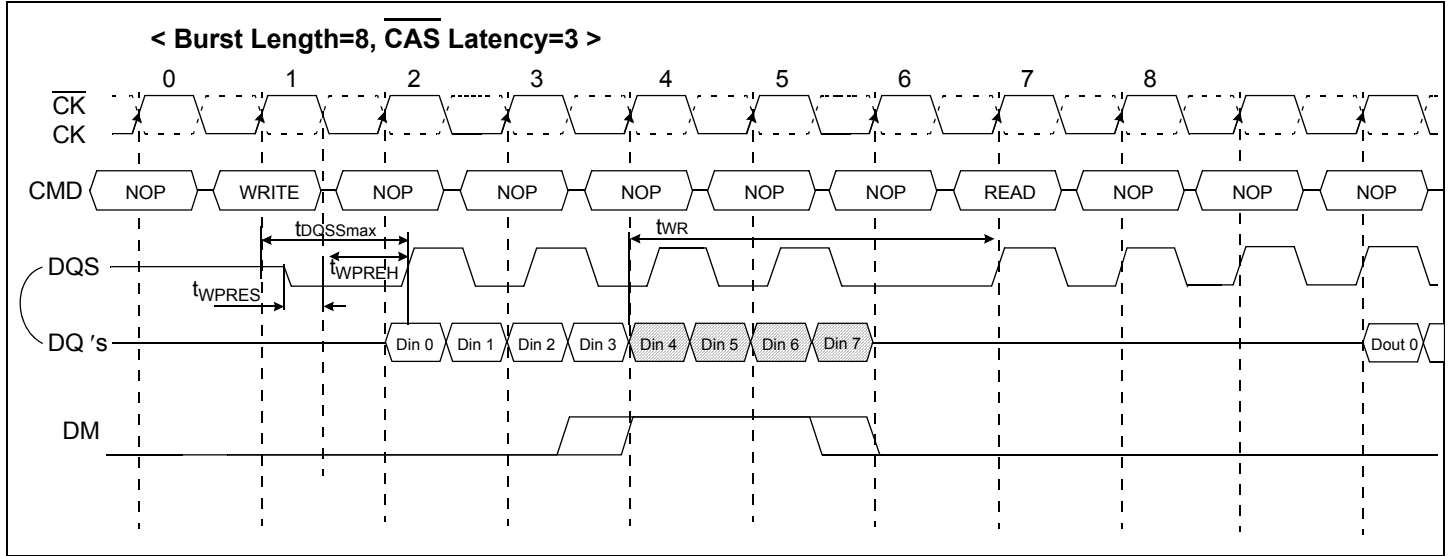 < Burst Length=8, CAS Latency=3 >
0 1 2 3 4 5 6 7 8
CK
CK
CMD NOP WRITE NOP NOP NOP NOP NOP READ NOP NOP NOP
tDQSSmax tWR
DQS tWPREH
tWPRES
DQ 's Din 0 Din 1 Din 2 Din 3 Din 4 Din 5 Din 6 Din 7 Dout 0
DM